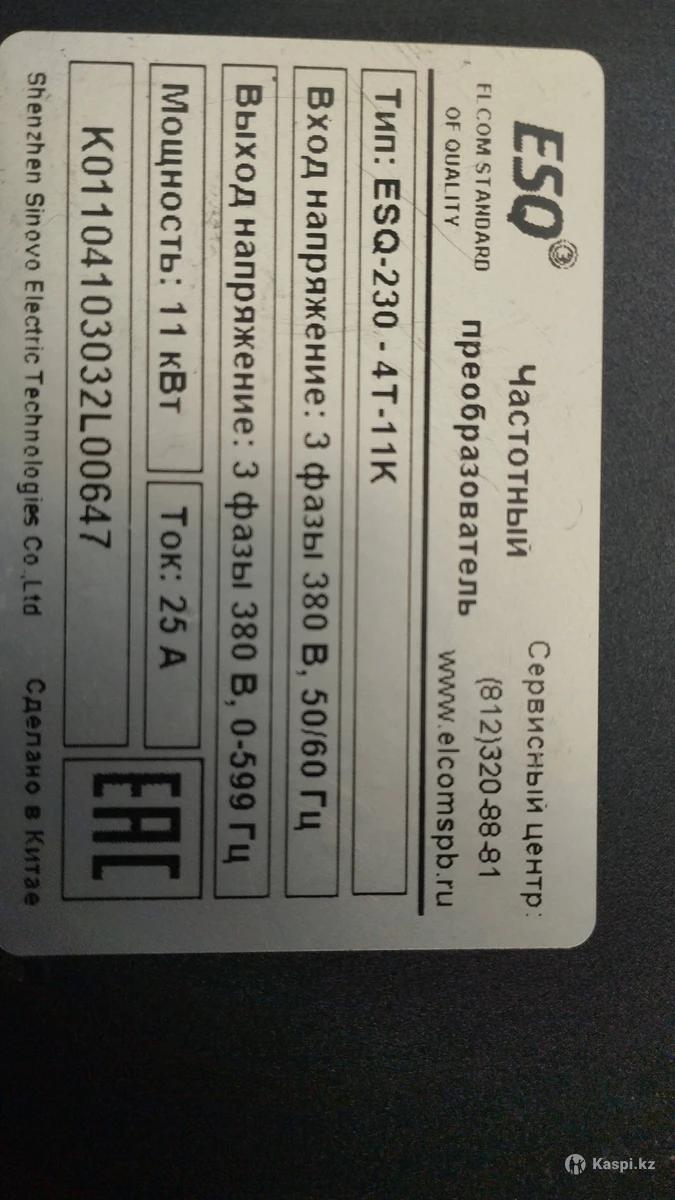 ESQ
ELCOM STANDARD
OF QUALITY
Частотный
преобразователь
Сервисный центр:
(812)320-88-81
www.elcomspb.ru
Тип: ESQ-230 - 4T-11K
Вход напряжение: 3 фазы 380 В, 50/60 Гц
Выход напряжение: 3 фазы 380 В, 0-599 Гц
Мощность: 11 кВт
Ток: 25 А
K01104103032L00647
EAC
Shenzhen Sinovo Electric Technologies Co.,Ltd
Сделано в Китае
Kaspi.kz